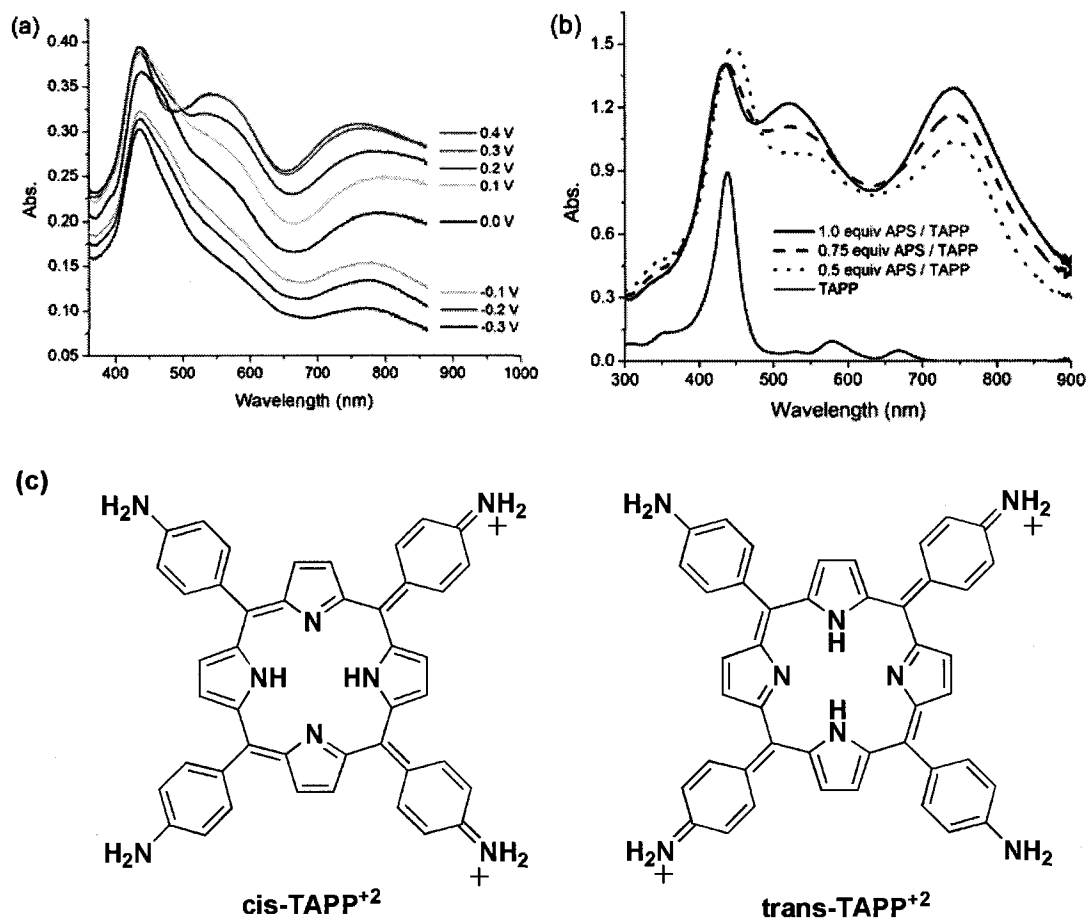 (a)
Abs.
0.40
0.35
0.30
0.25
0.20
0.15
0.10
0.05
400 500 600 700 800 900 1000
Wavelength (nm)
0.4 V
0.3 V
0.2 V
0.1 V
0.0 V
-0.1 V
-0.2 V
-0.3 V
(b)
Abs.
1.5
1.2
0.9
0.6
0.3
0.0
300 400 500 600 700 800 900
Wavelength (nm)
1.0 equiv APS / TAPP
0.75 equiv APS / TAPP
0.5 equiv APS / TAPP
TAPP
(c)
H₂N
NH₂
+
N
NH
HN
N
H₂N
NH₂
+
cis-TAPP⁺²
H₂N
NH₂
+
N
H
N
N
H
N
H₂N
+
NH₂
trans-TAPP⁺²